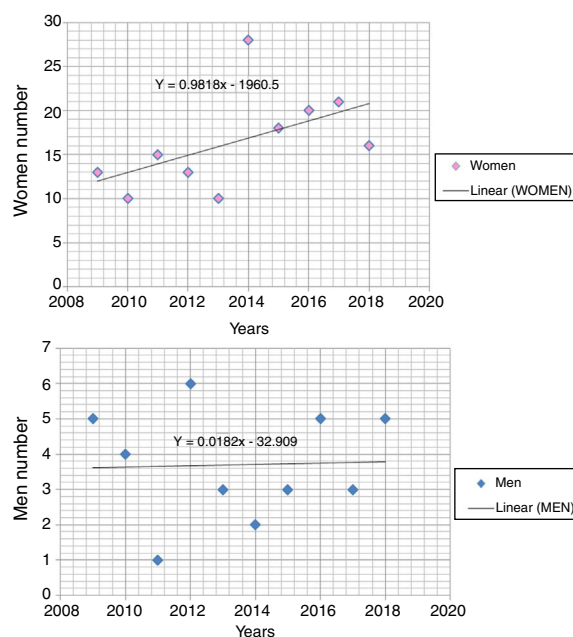 30
25
20
15
10
5
0
Women number
Y = 0.9818x - 1960.5
2008 2010 2012 2014 2016 2018 2020
Years
Women
Linear (WOMEN)
7
6
5
4
3
2
1
0
Men number
Y = 0.0182x - 32.909
2008 2010 2012 2014 2016 2018 2020
Years
Men
Linear (MEN)